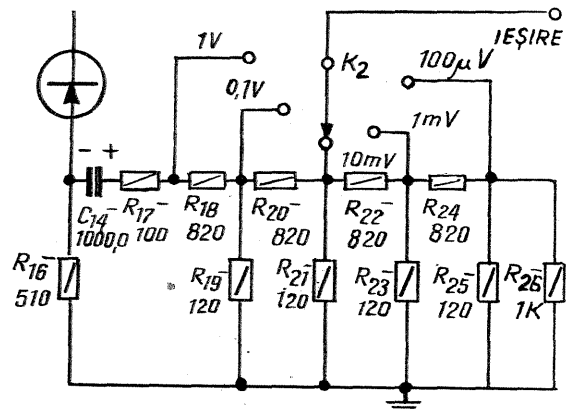 IEȘIRE
1V
K2
100μV
0,1V
1mV
- +
10mV
C14
1000,0
R17
100
R18
820
R20
820
R22
820
R24
820
R16
510
R19
120
R21
120
R23
120
R25
120
R26
1K